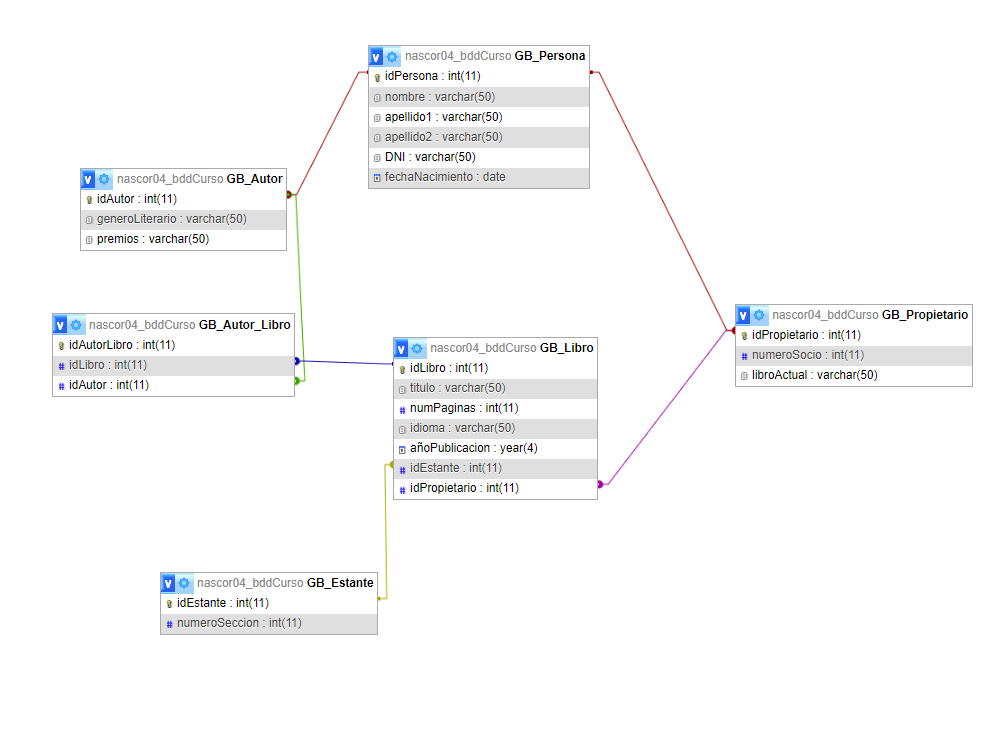 nascor04_bddCurso GB_Persona
idPersona : int(11)
nombre : varchar(50)
apellido1 : varchar(50)
apellido2 : varchar(50)
DNI : varchar(50)
fechaNacimiento : date
nascor04_bddCurso GB_Autor
idAutor : int(11)
generoLiterario : varchar(50)
premios : varchar(50)
nascor04_bddCurso GB_Autor_Libro
idAutorLibro : int(11)
idLibro : int(11)
idAutor : int(11)
nascor04_bddCurso GB_Libro
idLibro : int(11)
titulo : varchar(50)
numPaginas : int(11)
idioma : varchar(50)
añoPublicacion : year(4)
idEstante : int(11)
idPropietario : int(11)
nascor04_bddCurso GB_Propietario
idPropietario : int(11)
numeroSocio : int(11)
libroActual : varchar(50)
nascor04_bddCurso GB_Estante
idEstante : int(11)
numeroSeccion : int(11)